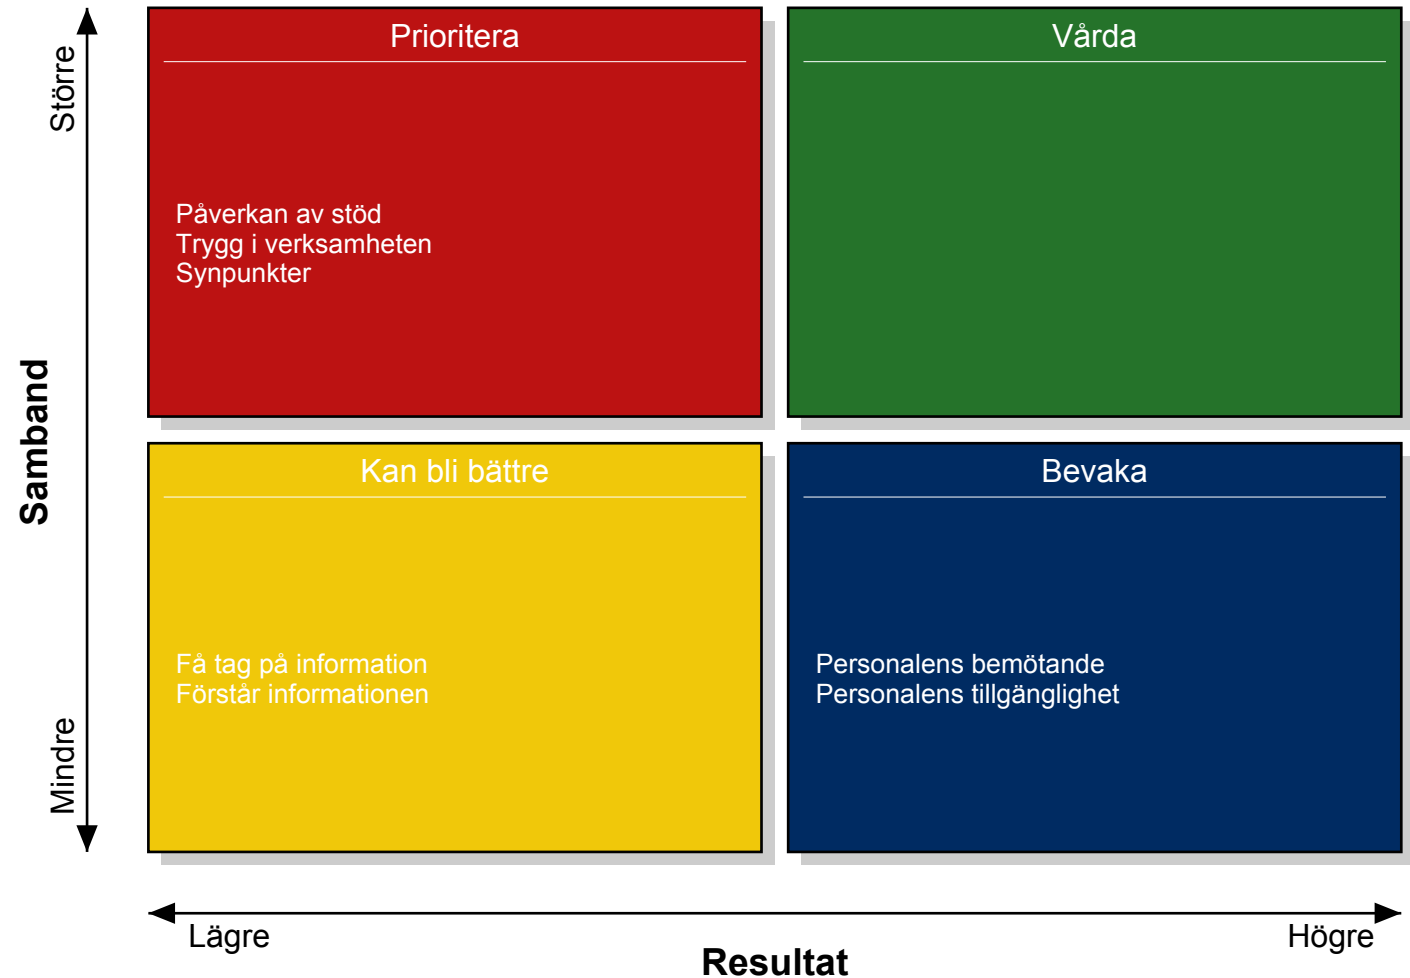 Större
Mindre
Samband
Prioritera
Påverkan av stöd
Trygg i verksamheten
Synpunkter
Vårda
Kan bli bättre
Få tag på information
Förstår informationen
Bevaka
Personalens bemötande
Personalens tillgänglighet
Lägre
Högre
Resultat